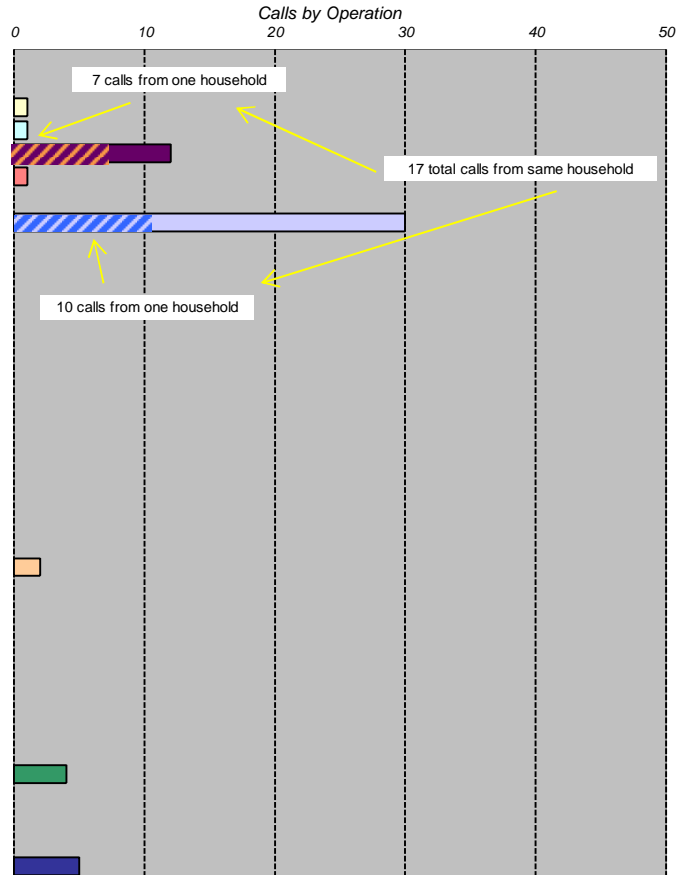 Calls by Operation
0 10 20 30 40 50
7 calls from one household
17 total calls from same household
10 calls from one household